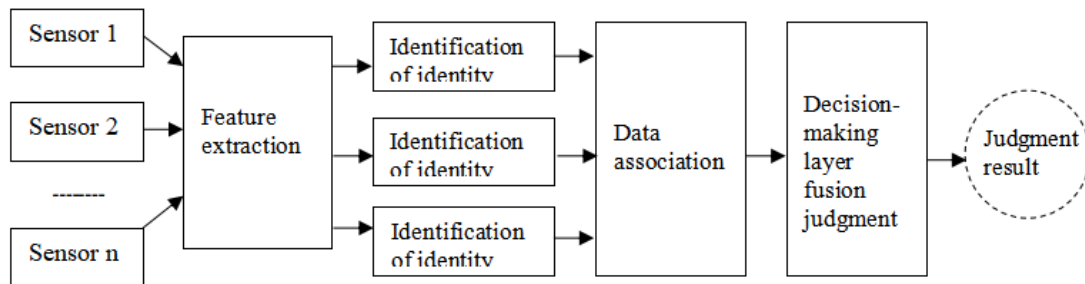 Sensor 1
Sensor 2
--------
Sensor n
Feature
extraction
Identification
of identity
Identification
of identity
Identification
of identity
Data
association
Decision-
making
layer
fusion
judgment
Judgment
result